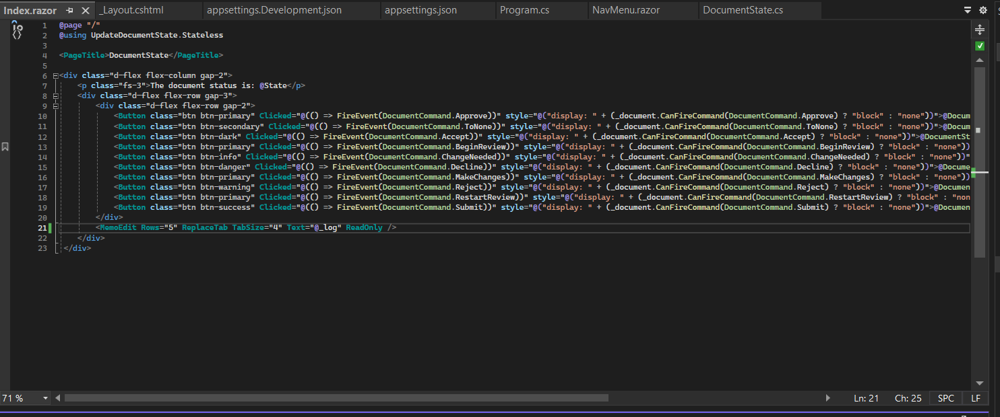 Index.razor
_Layout.cshtml
appsettings.Development.json
appsettings.json
Program.cs
NavMenu.razor
DocumentState.cs
1 @page "/"
2 @using UpdateDocumentState.Stateless
3
4 <PageTitle>DocumentState</PageTitle>
5
6 <div class="d-flex flex-column gap-2">
7 <p class="fs-3">The document status is: @State</p>
8 <div class="d-flex flex-row gap-3">
9 <div class="d-flex flex-row gap-2">
10 <Button class="btn btn-primary" Clicked="@(() => FireEvent(DocumentCommand.Approve))" style="@("display: " + (_document.CanFireCommand(DocumentCommand.Approve) ? "block" : "none"))">@Docum
11 <Button class="btn btn-secondary" Clicked="@(() => FireEvent(DocumentCommand.ToNone))" style="@("display: " + (_document.CanFireCommand(DocumentCommand.ToNone) ? "block" : "none"))">@Docum
12 <Button class="btn btn-dark" Clicked="@(() => FireEvent(DocumentCommand.Accept))" style="@("display: " + (_document.CanFireCommand(DocumentCommand.Accept) ? "block" : "none"))">@DocumentSt
13 <Button class="btn btn-primary" Clicked="@(() => FireEvent(DocumentCommand.BeginReview))" style="@("display: " + (_document.CanFireCommand(DocumentCommand.BeginReview) ? "block" : "none"))
14 <Button class="btn btn-info" Clicked="@(() => FireEvent(DocumentCommand.ChangeNeeded))" style="@("display: " + (_document.CanFireCommand(DocumentCommand.ChangeNeeded) ? "block" : "none"))"
15 <Button class="btn btn-danger" Clicked="@(() => FireEvent(DocumentCommand.Decline))" style="@("display: " + (_document.CanFireCommand(DocumentCommand.Decline) ? "block" : "none"))">@Docume
16 <Button class="btn btn-primary" Clicked="@(() => FireEvent(DocumentCommand.MakeChanges))" style="@("display: " + (_document.CanFireCommand(DocumentCommand.MakeChanges) ? "block" : "none"))
17 <Button class="btn btn-warning" Clicked="@(() => FireEvent(DocumentCommand.Reject))" style="@("display: " + (_document.CanFireCommand(DocumentCommand.Reject) ? "block" : "none"))">@Documen
18 <Button class="btn btn-primary" Clicked="@(() => FireEvent(DocumentCommand.RestartReview))" style="@("display: " + (_document.CanFireCommand(DocumentCommand.RestartReview) ? "block" : "non
19 <Button class="btn btn-success" Clicked="@(() => FireEvent(DocumentCommand.Submit))" style="@("display: " + (_document.CanFireCommand(DocumentCommand.Submit) ? "block" : "none"))">@Documen
20 </div>
21 <MemoEdit Rows="5" ReplaceTab TabSize="4" Text="@_log" ReadOnly />
22 </div>
23 </div>
71 %
Ln: 21
Ch: 25
SPC
LF